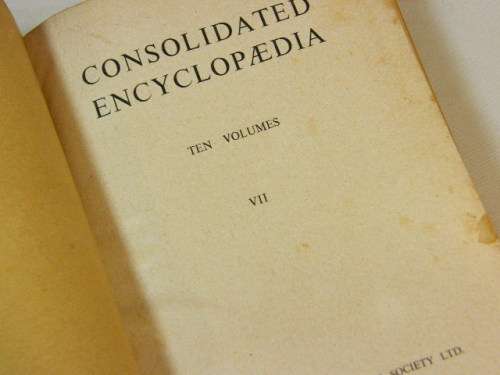 CONSOLIDATED
ENCYCLOPÆDIA
TEN VOLUMES
VII
SOCIETY LTD.